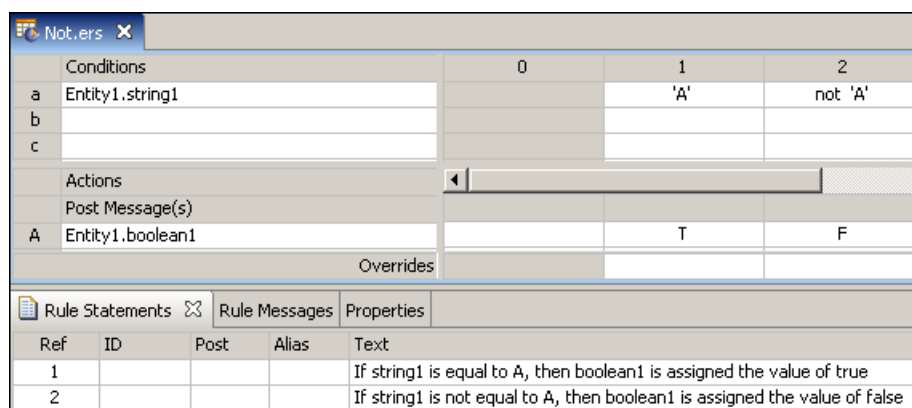 Not.ers
Conditions 0 1 2
a Entity1.string1 'A' not 'A'
b
c
Actions
Post Message(s)
A Entity1.boolean1 T F
Overrides
Rule Statements Rule Messages Properties
Ref ID Post Alias Text
1 If string1 is equal to A, then boolean1 is assigned the value of true
2 If string1 is not equal to A, then boolean1 is assigned the value of false